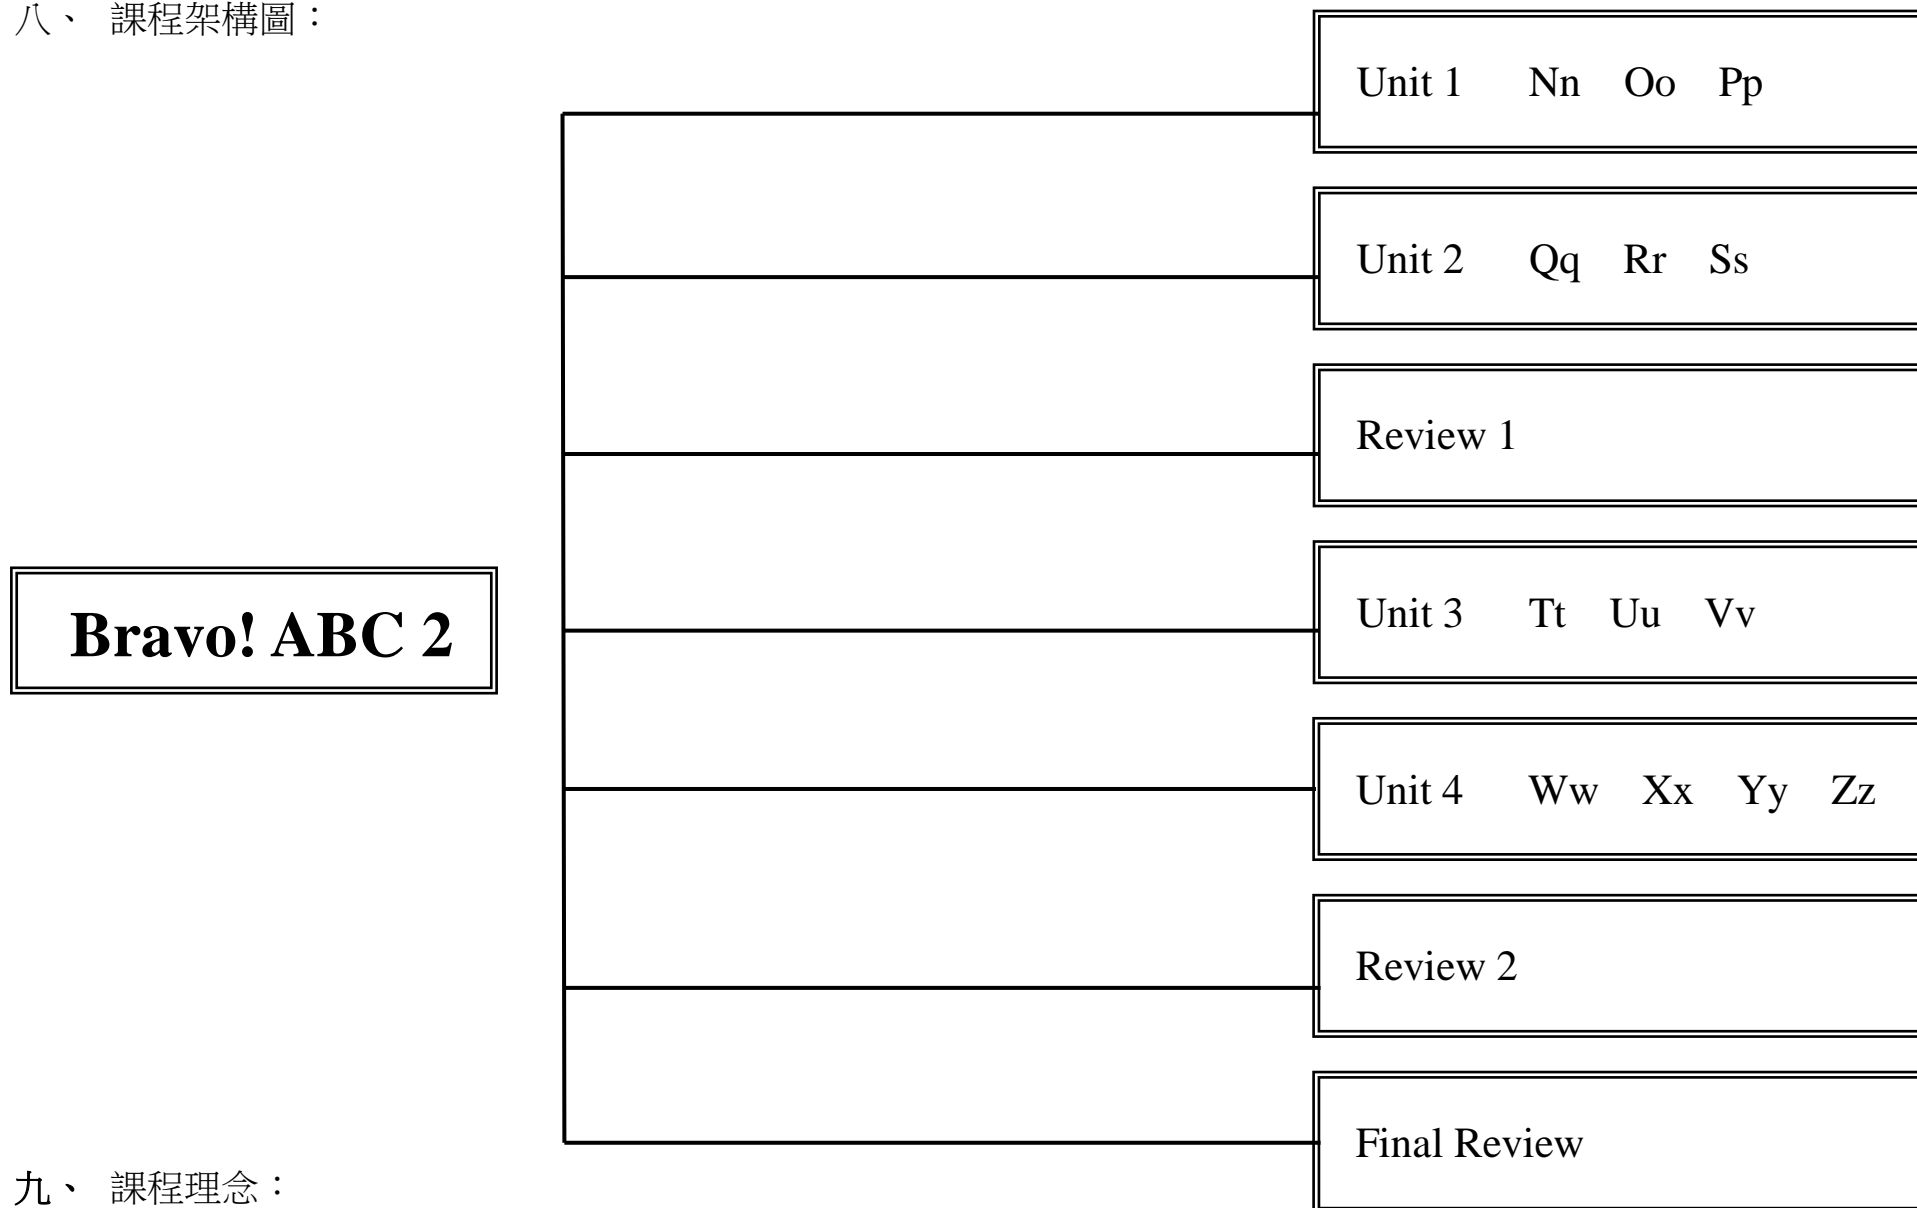 八、 課程架構圖：
Unit 1 Nn Oo Pp
Unit 2 Qq Rr Ss
Review 1
Bravo! ABC 2
Unit 3 Tt Uu Vv
Unit 4 Ww Xx Yy Zz
Review 2
Final Review
九、 課程理念：